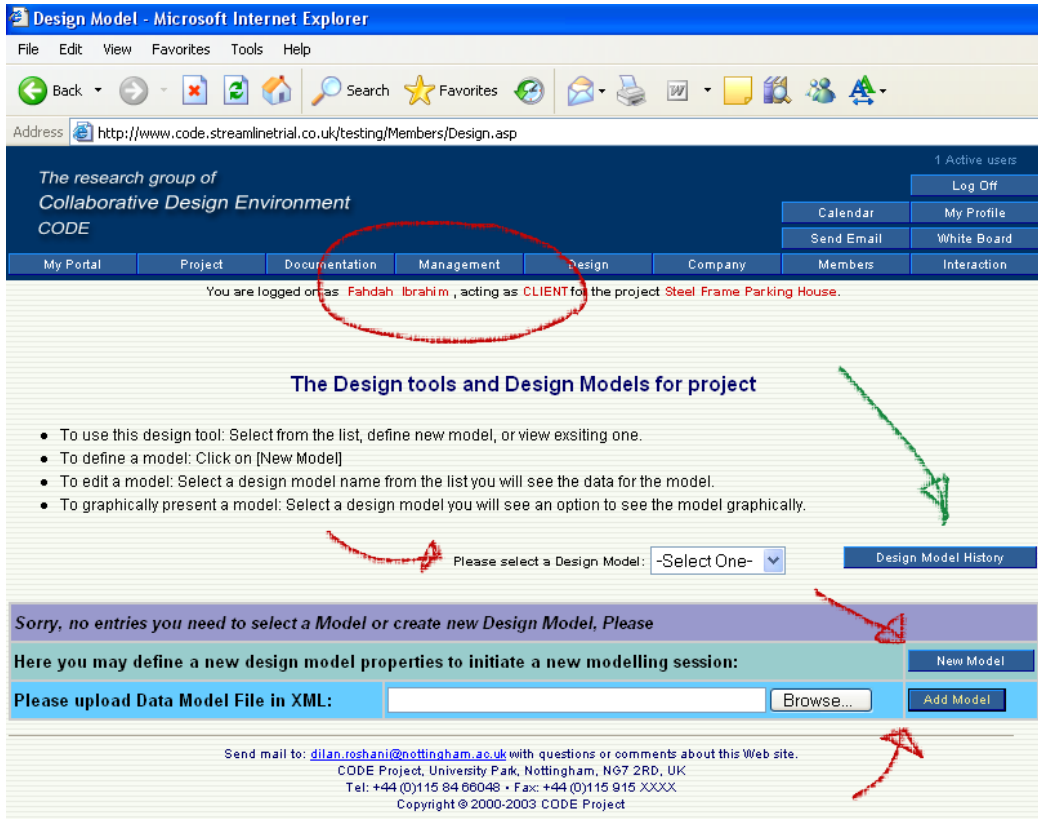 Design Model - Microsoft Internet Explorer
File Edit View Favorites Tools Help
Back Search Favorites
Address http://www.code.streamlinetrial.co.uk/testing/Members/Design.asp
1 Active users
The research group of
Collaborative Design Environment
CODE
Log Off
Calendar My Profile
Send Email White Board
My Portal Project Documentation Management Design Company Members Interaction
You are logged on as Fahdah Ibrahim , acting as CLIENT for the project Steel Frame Parking House.
The Design tools and Design Models for project
• To use this design tool: Select from the list, define new model, or view exsiting one.
• To define a model: Click on [New Model]
• To edit a model: Select a design model name from the list you will see the data for the model.
• To graphically present a model: Select a design model you will see an option to see the model graphically.
Please select a Design Model: -Select One- Design Model History
Sorry, no entries you need to select a Model or create new Design Model, Please
Here you may define a new design model properties to initiate a new modelling session: New Model
Please upload Data Model File in XML: Browse... Add Model
Send mail to: dilan.roshani@nottingham.ac.uk with questions or comments about this Web site.
CODE Project, University Park, Nottingham, NG7 2RD, UK
Tel: +44 (0)115 84 66048 • Fax: +44 (0)115 915 XXXX
Copyright © 2000-2003 CODE Project